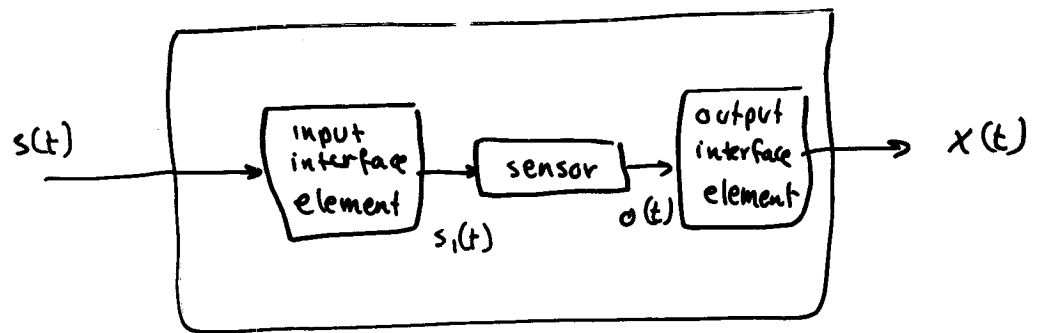 s(t)
input
interface
element
s₁(t)
sensor
o(t)
output
interface
element
x(t)